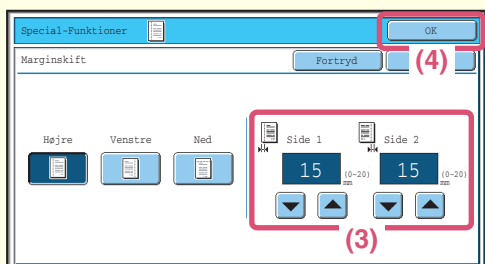 Special-Funktioner
OK
(4)
Marginskift
Fortryd
Højre
Venstre
Ned
Side 1
Side 2
15
(0~20)
mm
15
(0~20)
mm
(3)